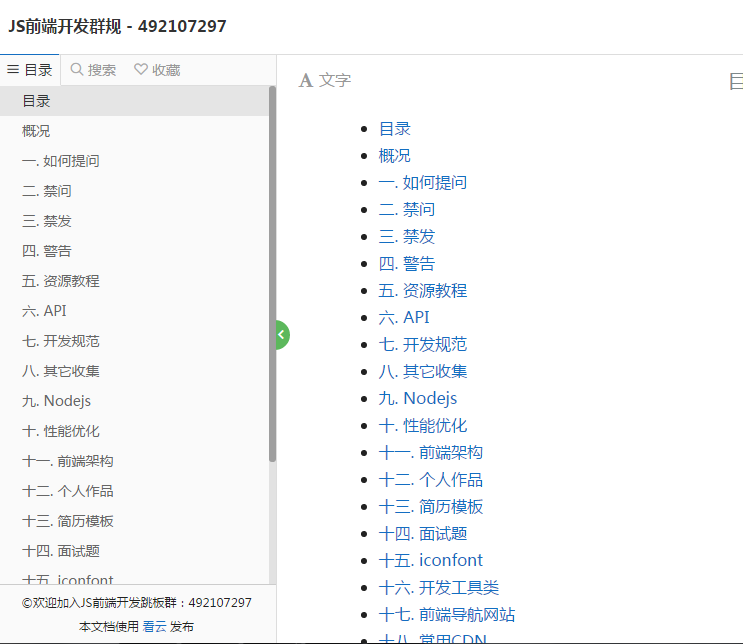 JS前端开发群规 - 492107297
目录 搜索 收藏
目录
概况
一. 如何提问
二. 禁问
三. 禁发
四. 警告
五. 资源教程
六. API
七. 开发规范
八. 其它收集
九. Nodejs
十. 性能优化
十一. 前端架构
十二. 个人作品
十三. 简历模板
十四. 面试题
十五. iconfont
©欢迎加入JS前端开发跳板群：492107297
本文档使用 看云 发布
A 文字
目
目录
概况
一. 如何提问
二. 禁问
三. 禁发
四. 警告
五. 资源教程
六. API
七. 开发规范
八. 其它收集
九. Nodejs
十. 性能优化
十一. 前端架构
十二. 个人作品
十三. 简历模板
十四. 面试题
十五. iconfont
十六. 开发工具类
十七. 前端导航网站
十八. 常用CDN